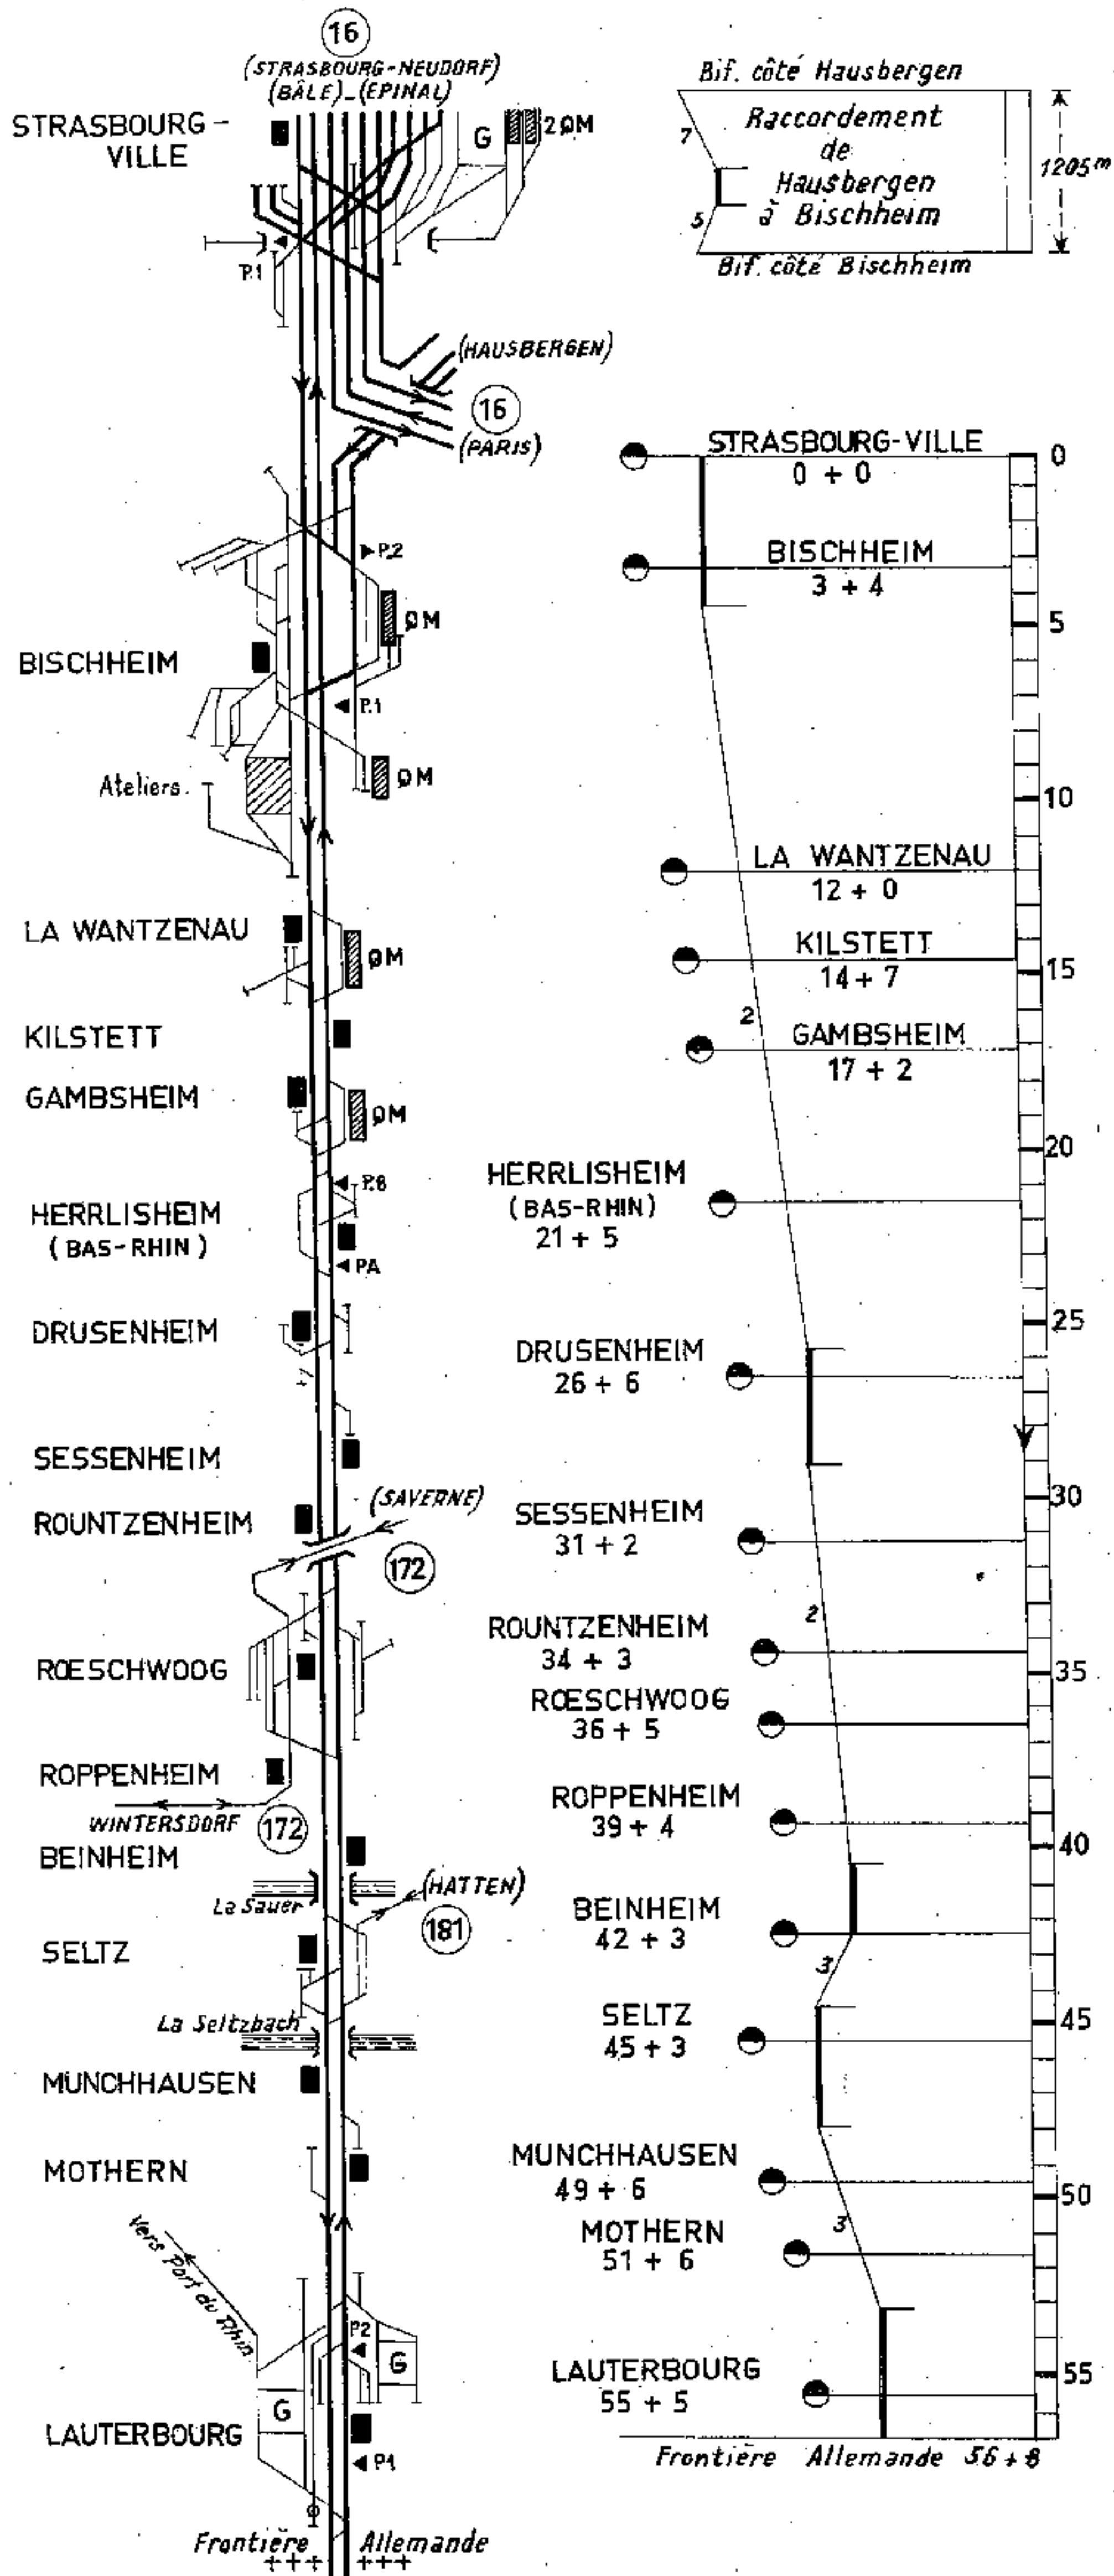 16
(STRASBOURG-NEUDORF)
(BÂLE)-(EPINAL)
STRASBOURG-
VILLE
G
2 ØM
P.1
(HAUSBERGEN)
16
(PARIS)
P.2
ØM
BISCHHEIM
P.1
ØM
Ateliers
LA WANTZENAU
ØM
KILSTETT
GAMBSHEIM
ØM
P.B
HERRLISHEIM
(BAS-RHIN)
PA
DRUSENHEIM
SESSENHEIM
(SAVERNE)
ROUNTZENHEIM
172
RŒSCHWOOG
ROPPENHEIM
WINTERSDORF
172
BEINHEIM
La Sauer
(HATTEN)
181
SELTZ
La Seltzbach
MUNCHHAUSEN
MOTHERN
Vers Port du Rhin
P2
G
G
LAUTERBOURG
P1
Frontière Allemande
+++ +++
Bif. côté Hausbergen
7
Raccordement
de
Hausbergen
à Bischheim
5
1205 m
Bif. côté Bischheim
STRASBOURG-VILLE
0 + 0
0
BISCHHEIM
3 + 4
5
10
LA WANTZENAU
12 + 0
KILSTETT
14 + 7
15
2
GAMBSHEIM
17 + 2
20
HERRLISHEIM
(BAS-RHIN)
21 + 5
25
DRUSENHEIM
26 + 6
30
SESSENHEIM
31 + 2
2
ROUNTZENHEIM
34 + 3
35
RŒSCHWOOG
36 + 5
ROPPENHEIM
39 + 4
40
BEINHEIM
42 + 3
3
SELTZ
45 + 3
45
MUNCHHAUSEN
49 + 6
50
3
MOTHERN
51 + 6
LAUTERBOURG
55 + 5
55
Frontière Allemande 56 + 8